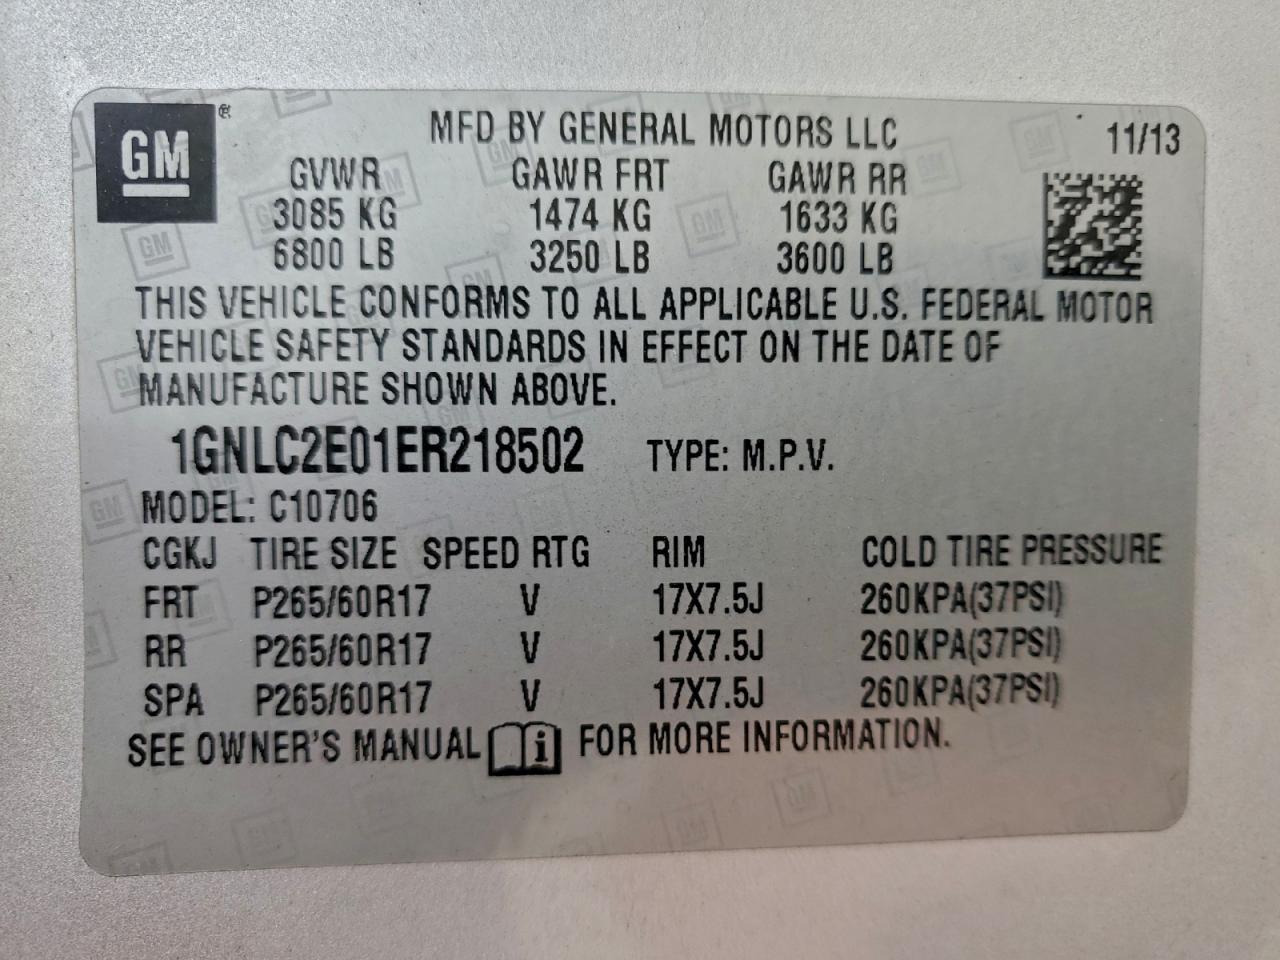 GM ®
MFD BY GENERAL MOTORS LLC 11/13
GVWR GAWR FRT GAWR RR
3085 KG 1474 KG 1633 KG
6800 LB 3250 LB 3600 LB
THIS VEHICLE CONFORMS TO ALL APPLICABLE U.S. FEDERAL MOTOR
VEHICLE SAFETY STANDARDS IN EFFECT ON THE DATE OF
MANUFACTURE SHOWN ABOVE.
1GNLC2E01ER218502 TYPE: M.P.V.
MODEL: C10706
CGKJ TIRE SIZE SPEED RTG RIM COLD TIRE PRESSURE
FRT P265/60R17 V 17X7.5J 260KPA(37PSI)
RR P265/60R17 V 17X7.5J 260KPA(37PSI)
SPA P265/60R17 V 17X7.5J 260KPA(37PSI)
SEE OWNER'S MANUAL i FOR MORE INFORMATION.